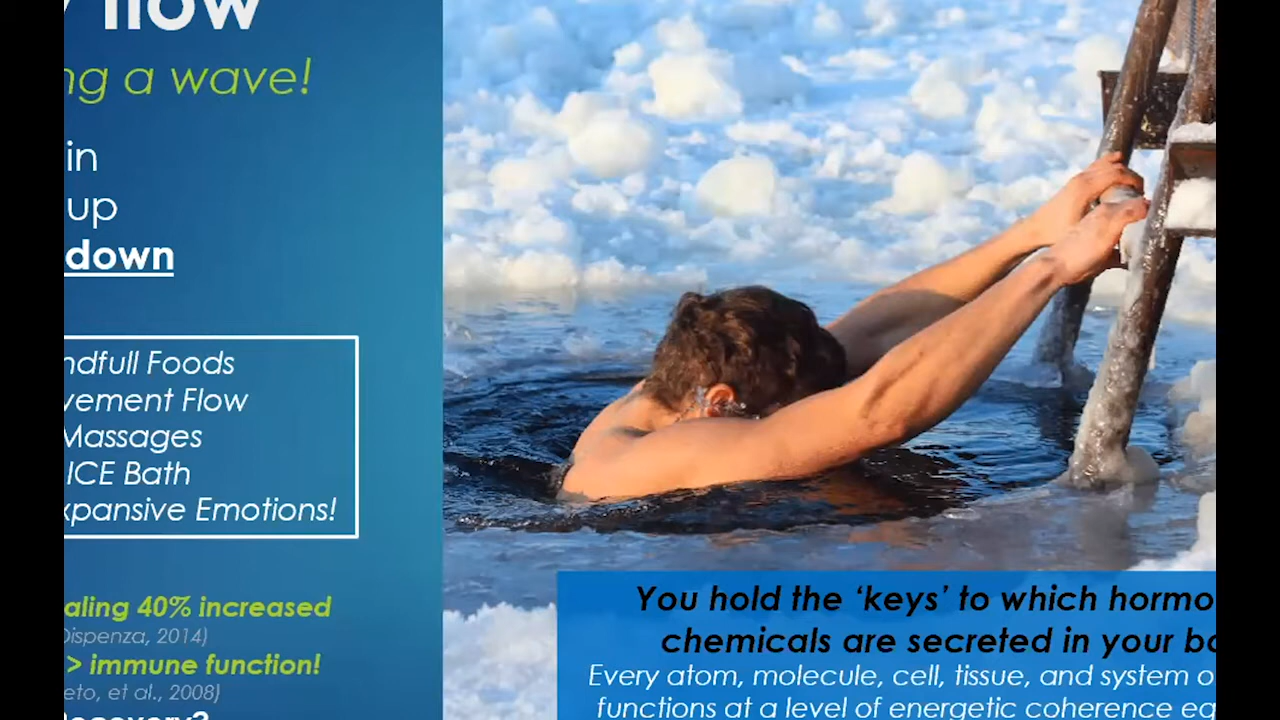 flow
ng a wave!
in
up
down
ndfull Foods
vement Flow
Massages
ICE Bath
xpansive Emotions!
aling 40% increased
Dispenza, 2014)
> immune function!
eto, et al., 2008)
Recovery?
You hold the ‘keys’ to which hormo
chemicals are secreted in your bo
Every atom, molecule, cell, tissue, and system o
functions at a level of energetic coherence eq